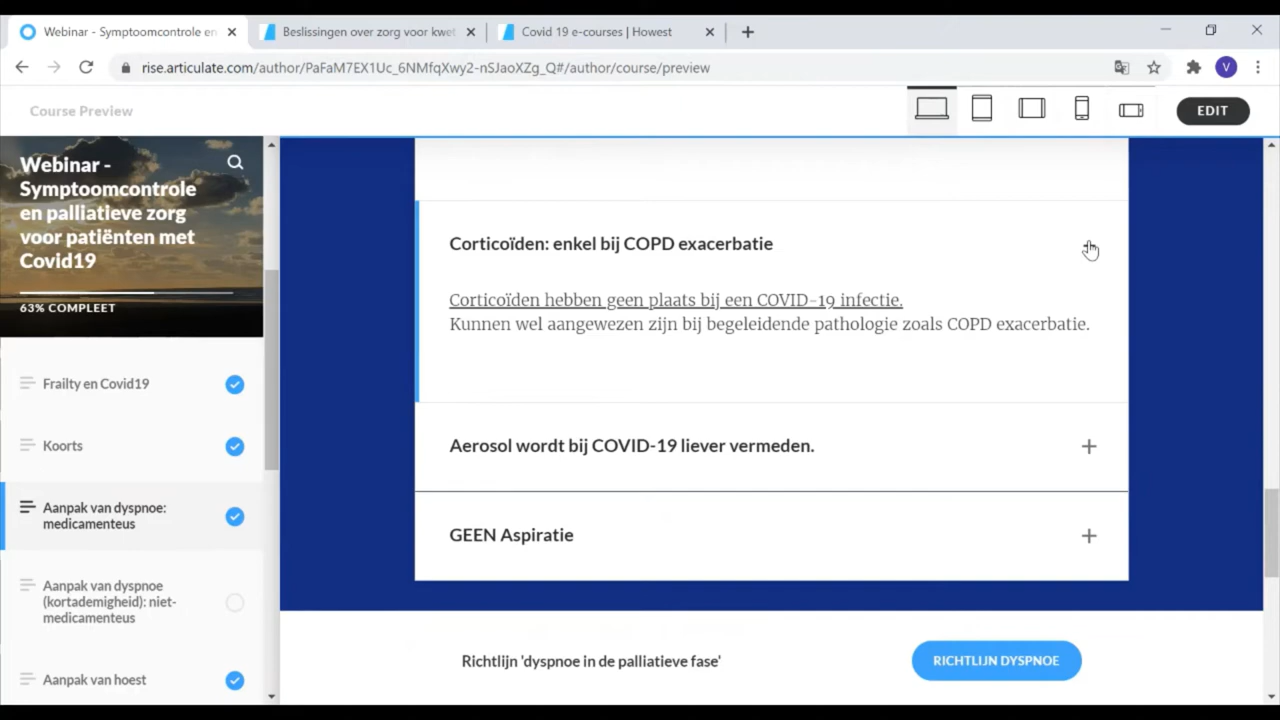 Webinar - Symptoomcontrole en
Beslissingen over zorg voor kwet
Covid 19 e-courses | Howest
rise.articulate.com/author/PaFaM7EX1Uc_6NMfqXwy2-nSJaoXZg_Q#/author/course/preview
V
Course Preview
EDIT
Webinar -
Symptoomcontrole
en palliatieve zorg
voor patiënten met
Covid19
63% COMPLEET
Frailty en Covid19
Koorts
Aanpak van dyspnoe:
medicamenteus
Aanpak van dyspnoe
(kortademigheid): niet-
medicamenteus
Aanpak van hoest
Corticoïden: enkel bij COPD exacerbatie
Corticoïden hebben geen plaats bij een COVID-19 infectie.
Kunnen wel aangewezen zijn bij begeleidende pathologie zoals COPD exacerbatie.
Aerosol wordt bij COVID-19 liever vermeden.
GEEN Aspiratie
Richtlijn 'dyspnoe in de palliatieve fase'
RICHTLIJN DYSPNOE